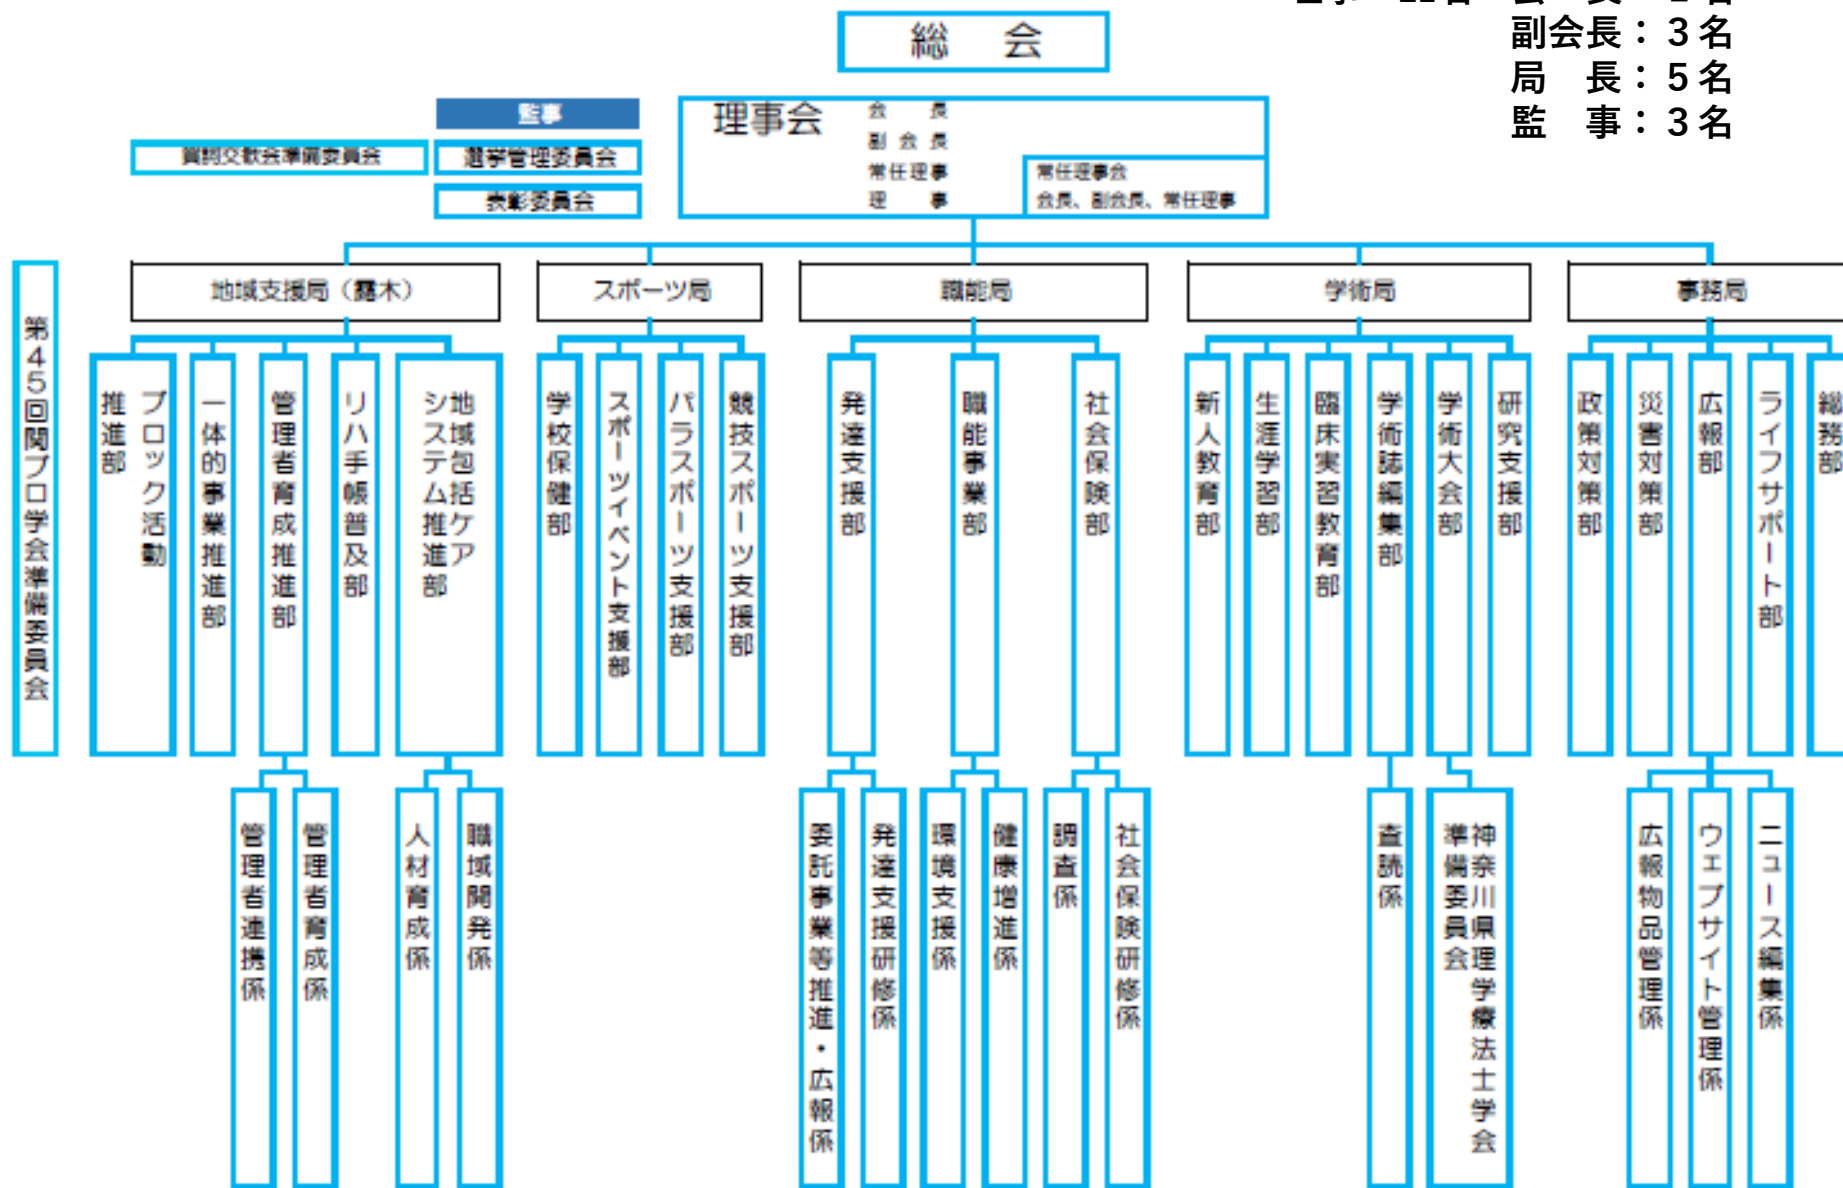 総　会
副会長：３名
局　長：５名
監　事：３名
監事
賀詞交歓会準備委員会
選挙管理委員会
表彰委員会
理事会
会　　長
副 会 長
常任理事
理　　事
常任理事会
会長、副会長、常任理事
第４５回関ブロ学会準備委員会
地域支援局（露木）
スポーツ局
職能局
学術局
事務局
ブロック活動
推進部
一体的事業推進部
管理者育成推進部
リハ手帳普及部
地域包括ケア
システム推進部
学校保健部
スポーツイベント支援部
パラスポーツ支援部
競技スポーツ支援部
発達支援部
職能事業部
社会保険部
新人教育部
生涯学習部
臨床実習教育部
学術誌編集部
学術大会部
研究支援部
政策対策部
災害対策部
広報部
ライフサポート部
総務部
管理者連携係
管理者育成係
人材育成係
職域開発係
委託事業等推進・広報係
発達支援研修係
環境支援係
健康増進係
調査係
社会保険研修係
査読係
神奈川県理学療法士学会
準備委員会
広報物品管理係
ウェブサイト管理係
ニュース編集係